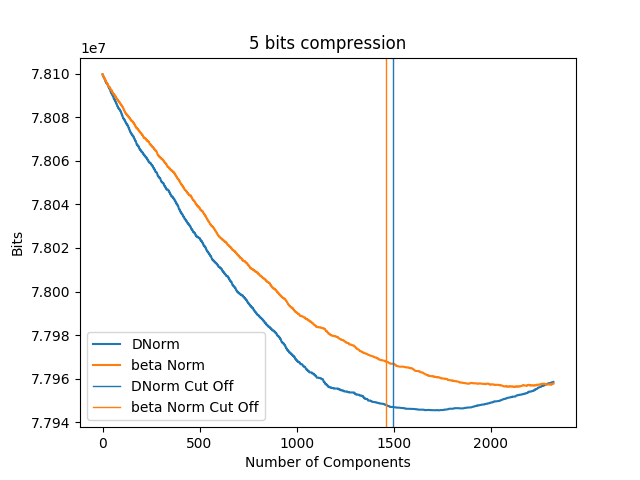 5 bits compression
1e7
7.810
7.808
7.806
7.804
7.802
7.800
7.798
7.796
7.794
Bits
DNorm
beta Norm
DNorm Cut Off
beta Norm Cut Off
0 500 1000 1500 2000
Number of Components